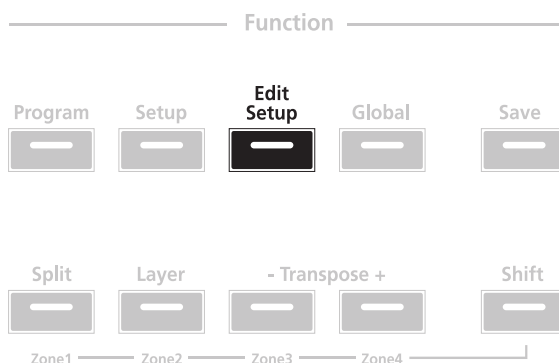 Function
Program Setup Edit Setup Global Save
Split Layer - Transpose + Shift
Zone1 Zone2 Zone3 Zone4